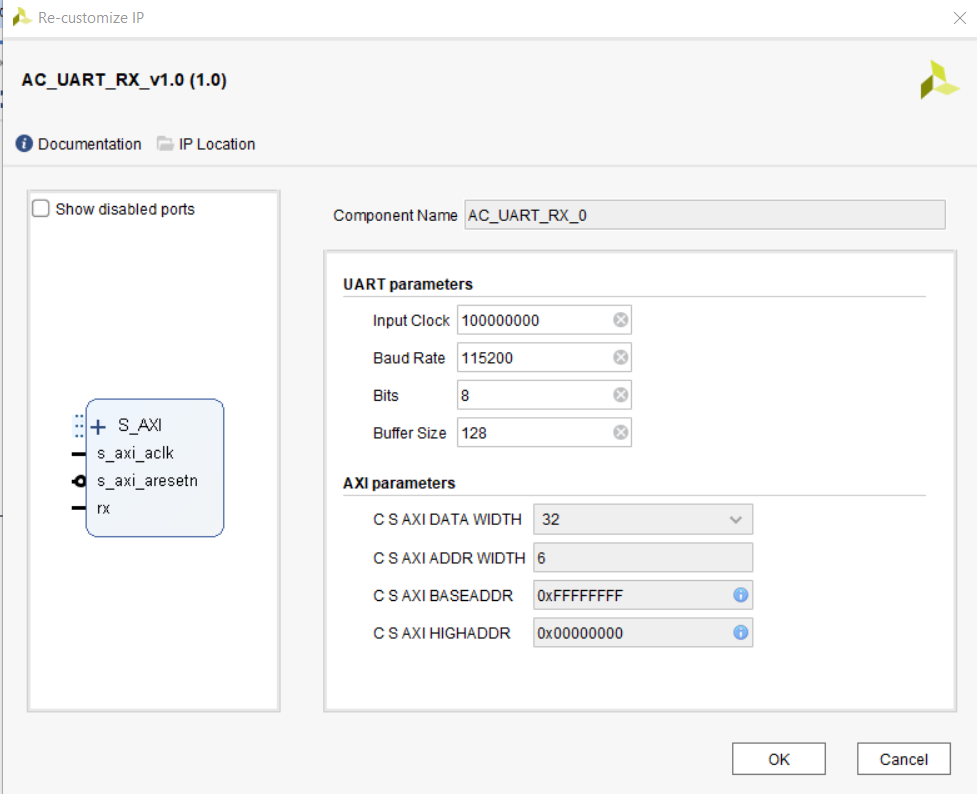 Re-customize IP
AC_UART_RX_v1.0 (1.0)
Documentation IP Location
Show disabled ports
S_AXI
s_axi_aclk
s_axi_aresetn
rx
Component Name AC_UART_RX_0
UART parameters
Input Clock 100000000
Baud Rate 115200
Bits 8
Buffer Size 128
AXI parameters
C S AXI DATA WIDTH 32
C S AXI ADDR WIDTH 6
C S AXI BASEADDR 0xFFFFFFFF
C S AXI HIGHADDR 0x00000000
OK Cancel